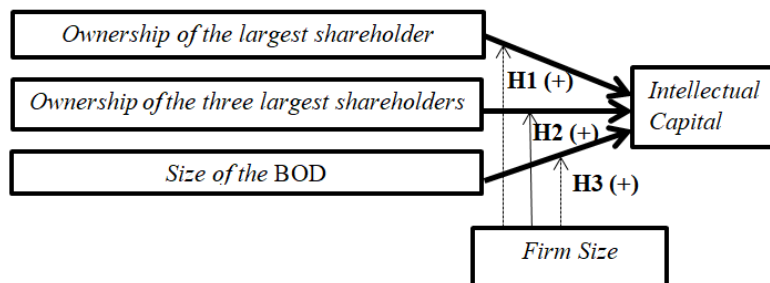 Ownership of the largest shareholder
H1 (+)
Ownership of the three largest shareholders
Intellectual
Capital
H2 (+)
Size of the BOD
H3 (+)
Firm Size